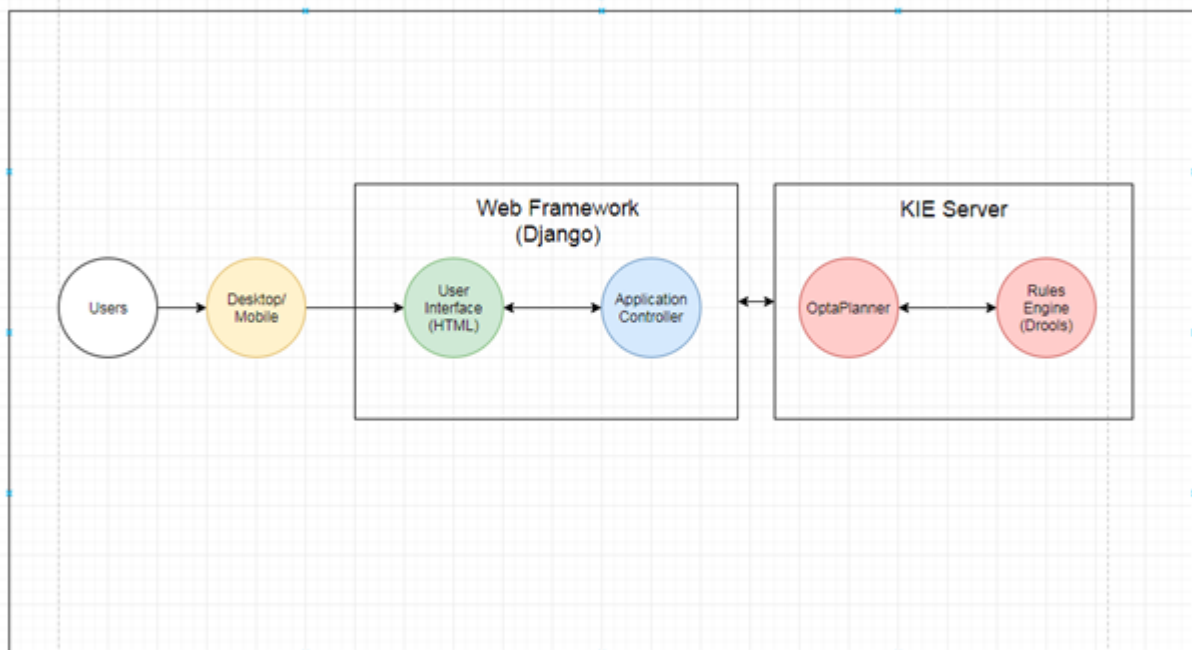 Web Framework
(Django)
KIE Server
Users
Desktop/
Mobile
User
Interface
(HTML)
Application
Controller
OptaPlanner
Rules
Engine
(Drools)